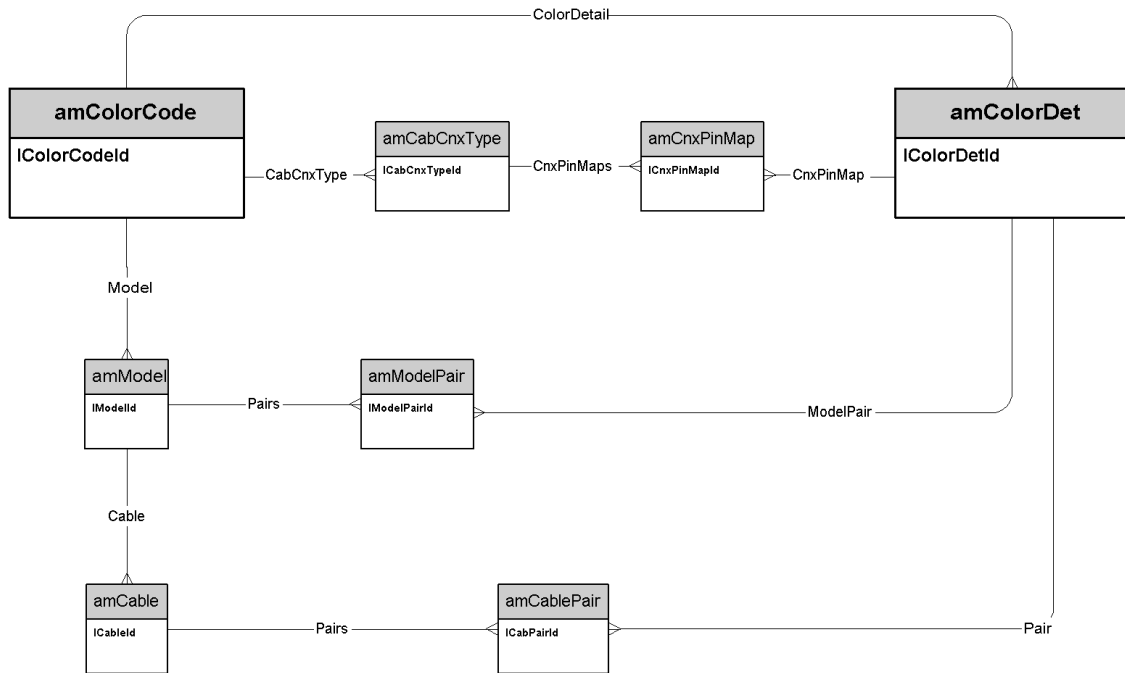 ColorDetail
amColorCode
lColorCodeId
amColorDet
lColorDetId
amCabCnxType
lCabCnxTypeId
amCnxPinMap
lCnxPinMapId
CabCnxType
CnxPinMaps
CnxPinMap
Model
amModel
lModelId
Pairs
amModelPair
lModelPairId
ModelPair
Cable
amCable
lCableId
Pairs
amCablePair
lCabPairId
Pair